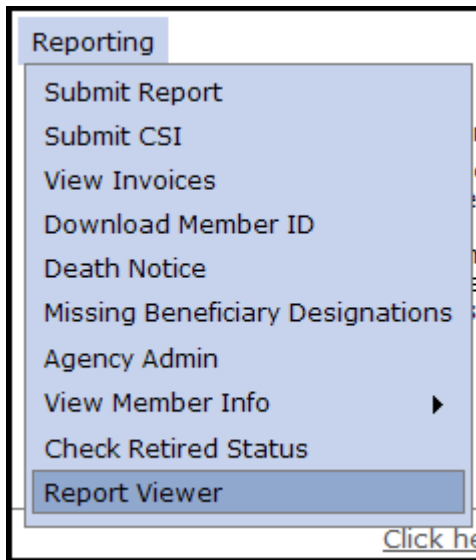 Reporting
Submit Report
Submit CSI
View Invoices
Download Member ID
Death Notice
Missing Beneficiary Designations
Agency Admin
View Member Info
Check Retired Status
Report Viewer
Click